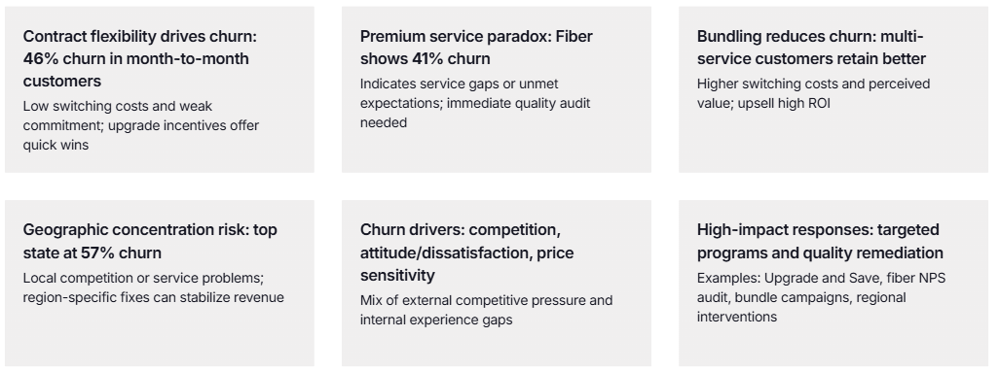 Contract flexibility drives churn:
46% churn in month-to-month
customers
Low switching costs and weak
commitment; upgrade incentives offer
quick wins
Premium service paradox: Fiber
shows 41% churn
Indicates service gaps or unmet
expectations; immediate quality audit
needed
Bundling reduces churn: multi-
service customers retain better
Higher switching costs and perceived
value; upsell high ROI
Geographic concentration risk: top
state at 57% churn
Local competition or service problems;
region-specific fixes can stabilize revenue
Churn drivers: competition,
attitude/dissatisfaction, price
sensitivity
Mix of external competitive pressure and
internal experience gaps
High-impact responses: targeted
programs and quality remediation
Examples: Upgrade and Save, fiber NPS
audit, bundle campaigns, regional
interventions